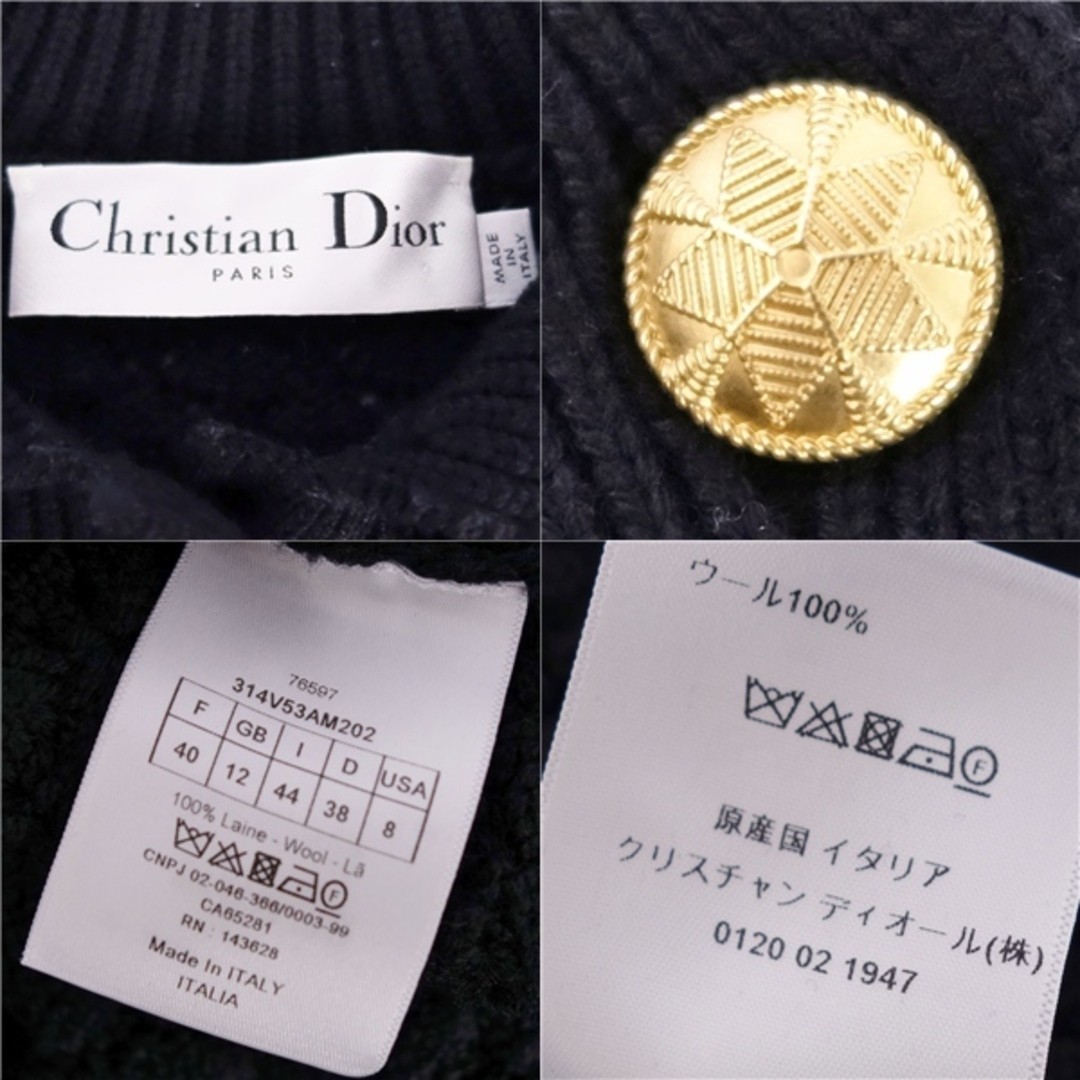 Christian Dior
PARIS
MADE
IN
ITALY
76597
314V53AM202
F GB I D USA
40 12 44 38 8
100% Laine - Wool - Lã
F
CNPJ 02-046-366/0003-99
CA65281
RN : 143628
Made In ITALY
ITALIA
ウール100%
F
原産国 イタリア
クリスチャン ディオール(株)
0120 02 1947